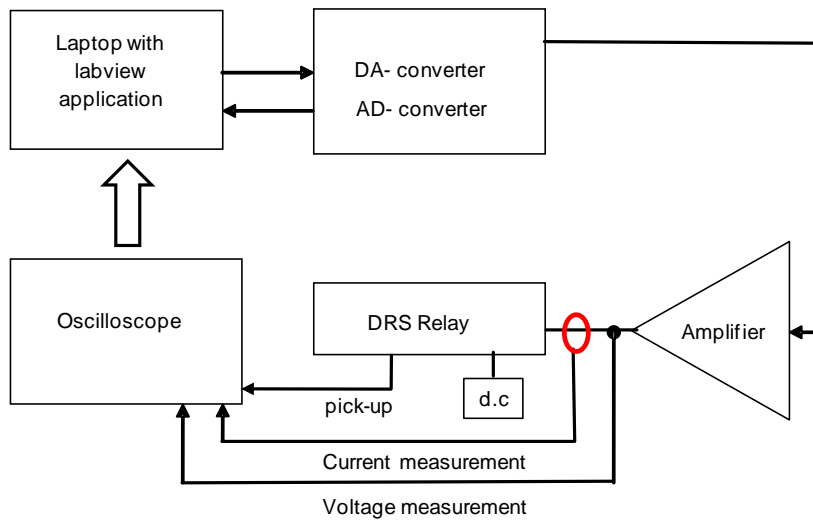 Laptop with
labview
application
DA- converter
AD- converter
Oscilloscope
DRS Relay
Amplifier
pick-up
d.c
Current measurement
Voltage measurement